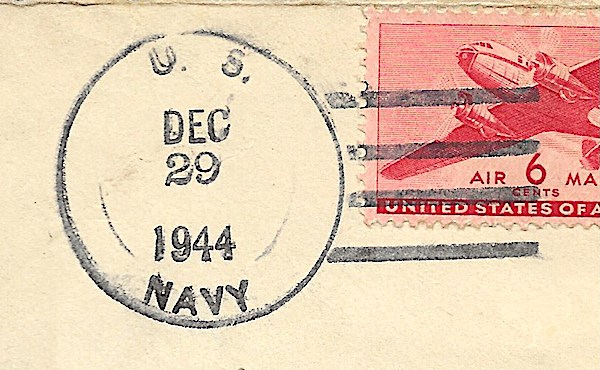 U. S.
DEC
29
1944
NAVY
AIR 6 MA
CENTS
UNITED STATES OF A